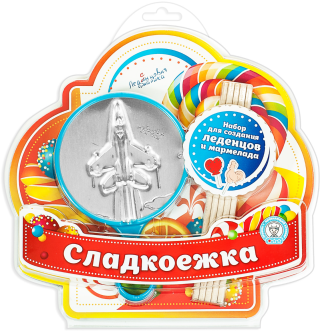 Набор
для создания
леденцов
и мармелада
Сладкоежка